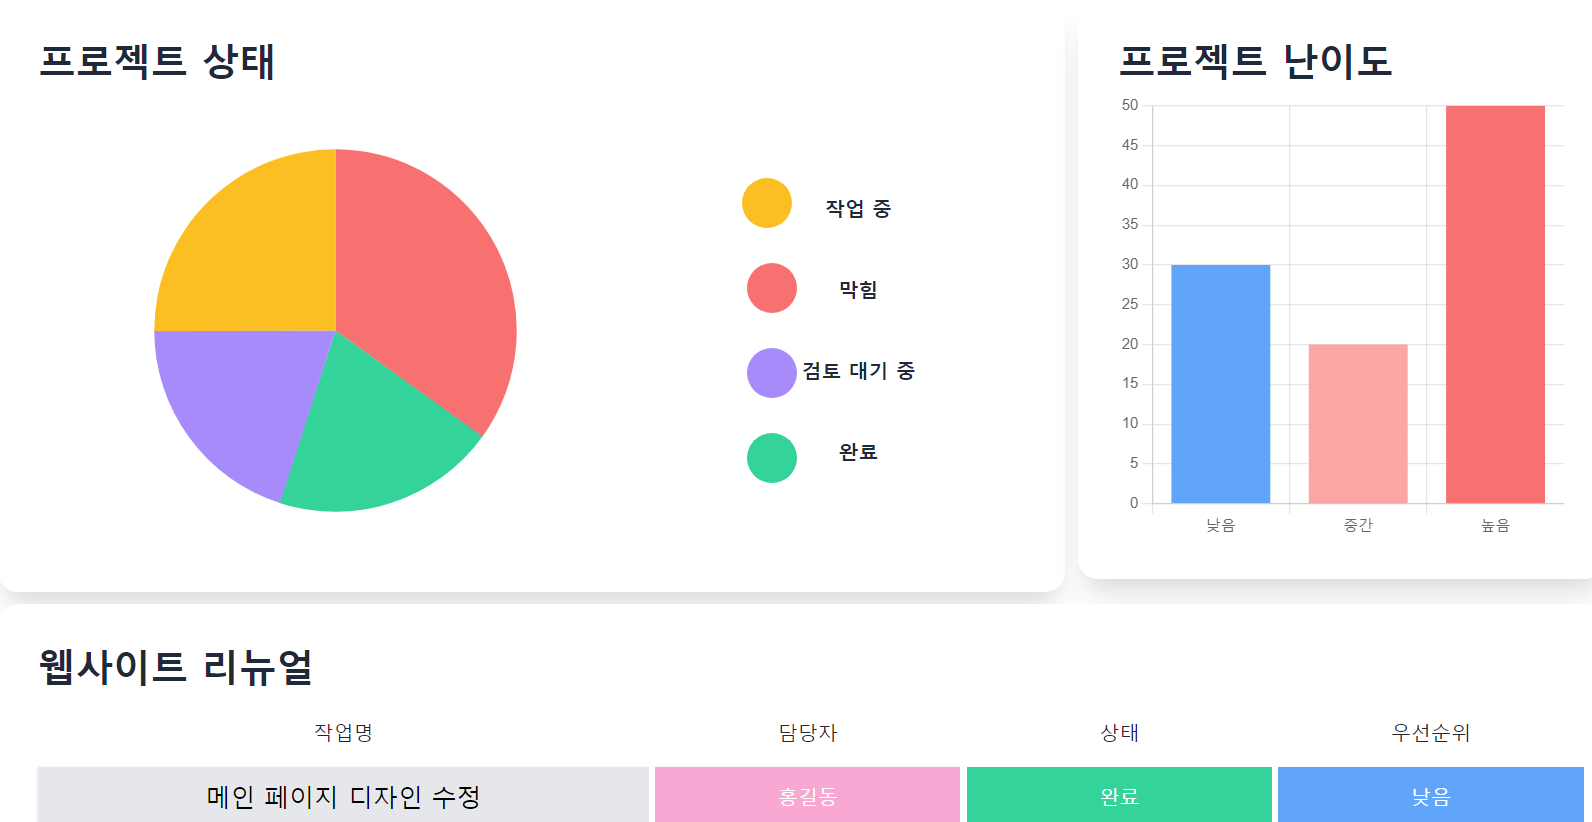 프로젝트 상태
작업 중
막힘
검토 대기 중
완료
프로젝트 난이도
50
45
40
35
30
25
20
15
10
5
0
낮음 중간 높음
웹사이트 리뉴얼
작업명 담당자 상태 우선순위
메인 페이지 디자인 수정 홍길동 완료 낮음